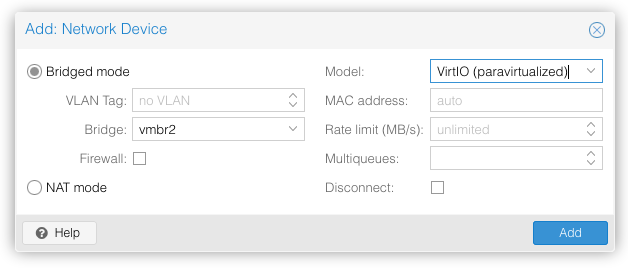 Add: Network Device
Bridged mode
VLAN Tag: no VLAN
Bridge: vmbr2
Firewall:
NAT mode
Model: VirtIO (paravirtualized)
MAC address: auto
Rate limit (MB/s): unlimited
Multiqueues:
Disconnect:
Help
Add